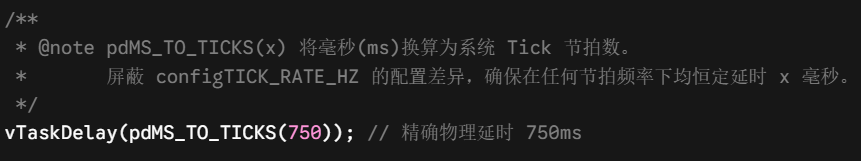 /**
 * @note pdMS_TO_TICKS(x) 将毫秒(ms)换算为系统 Tick 节拍数。
 *       屏蔽 configTICK_RATE_HZ 的配置差异，确保在任何节拍频率下均恒定延时 x 毫秒。
 */
vTaskDelay(pdMS_TO_TICKS(750)); // 精确物理延时 750ms